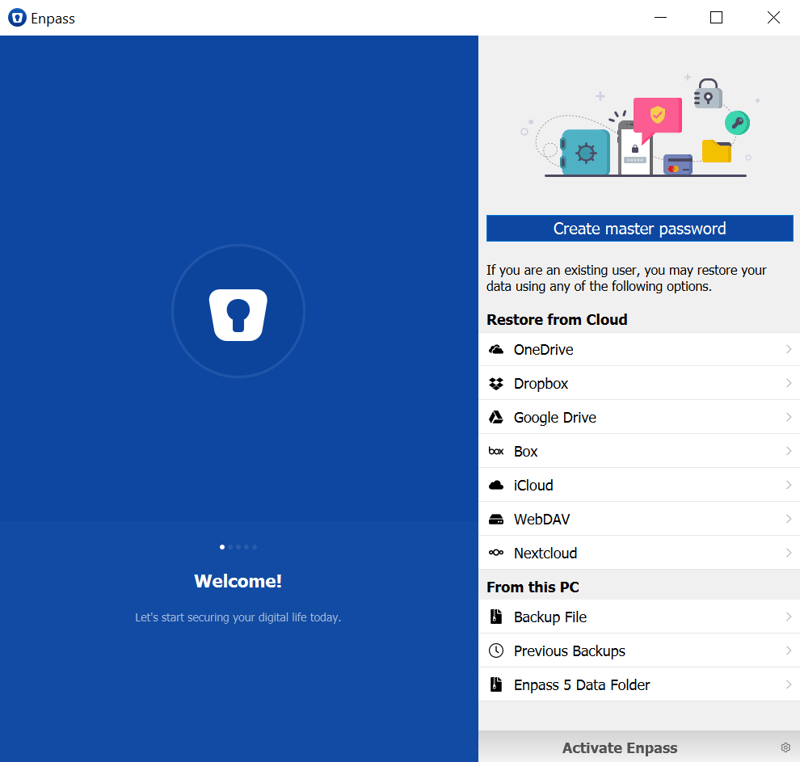 Enpass
Create master password
If you are an existing user, you may restore your
data using any of the following options.
Restore from Cloud
OneDrive
Dropbox
Google Drive
box Box
iCloud
WebDAV
Nextcloud
From this PC
Backup File
Previous Backups
Enpass 5 Data Folder
Activate Enpass
Welcome!
Let's start securing your digital life today.